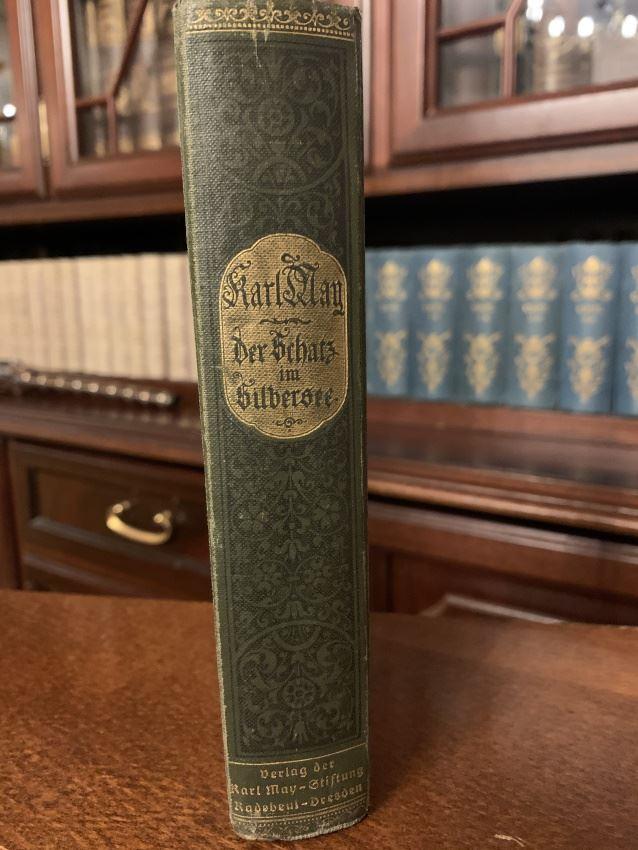 Karl May
Der Schatz
im
Silbersee.
Verlag der
Karl May-Stiftung
Radebeul-Dresden